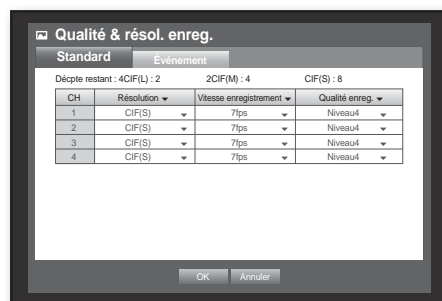 Qualité & résol. enreg.
Standard Événement
Décpte restant : 4CIF(L) : 2 2CIF(M) : 4 CIF(S) : 8
CH Résolution Vitesse enregistrement Qualité enreg.
1 CIF(S) 7fps Niveau4
2 CIF(S) 7fps Niveau4
3 CIF(S) 7fps Niveau4
4 CIF(S) 7fps Niveau4
OK Annuler